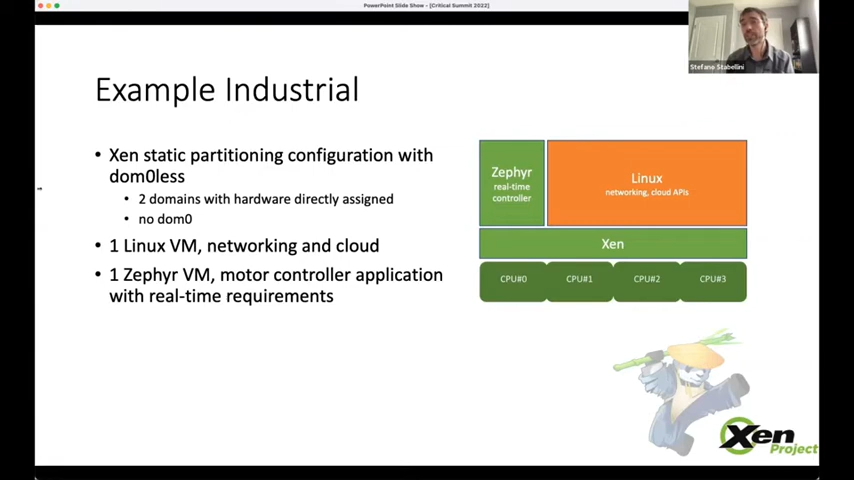 PowerPoint Slide Show - [Critical Summit 2022]
Stefano Stabellini
Example Industrial
• Xen static partitioning configuration with
dom0less
• 2 domains with hardware directly assigned
• no dom0
• 1 Linux VM, networking and cloud
• 1 Zephyr VM, motor controller application
with real-time requirements
Zephyr
real-time
controller
Linux
networking, cloud APIs
Xen
CPU#0
CPU#1
CPU#2
CPU#3
Xen
Project